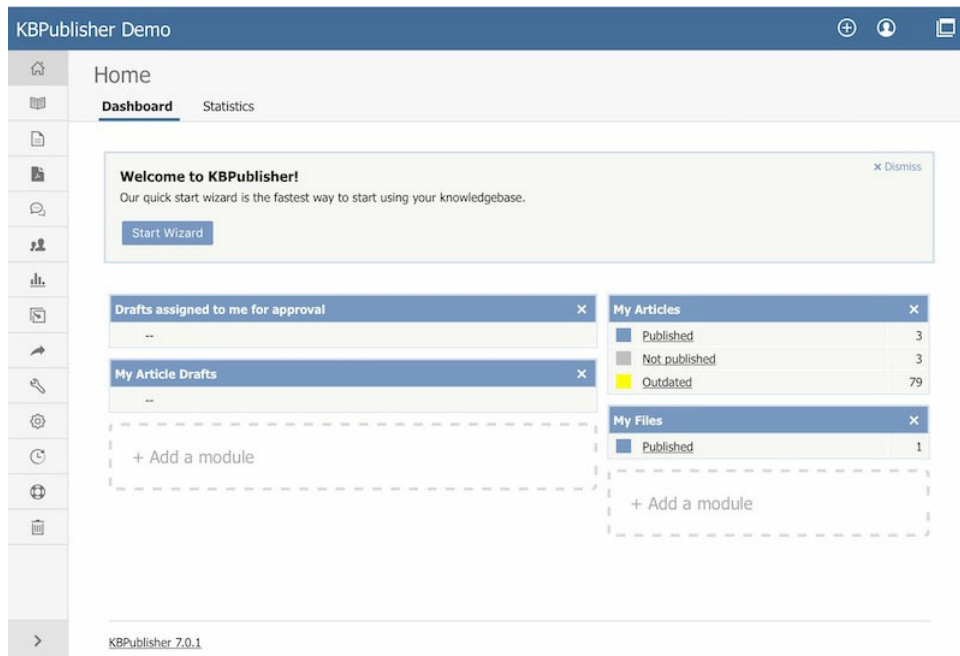 KBPublisher Demo
Home
Dashboard Statistics
Welcome to KBPublisher!
× Dismiss
Our quick start wizard is the fastest way to start using your knowledgebase.
Start Wizard
Drafts assigned to me for approval ×
--
My Article Drafts ×
--
+ Add a module
My Articles ×
Published 3
Not published 3
Outdated 79
My Files ×
Published 1
+ Add a module
KBPublisher 7.0.1